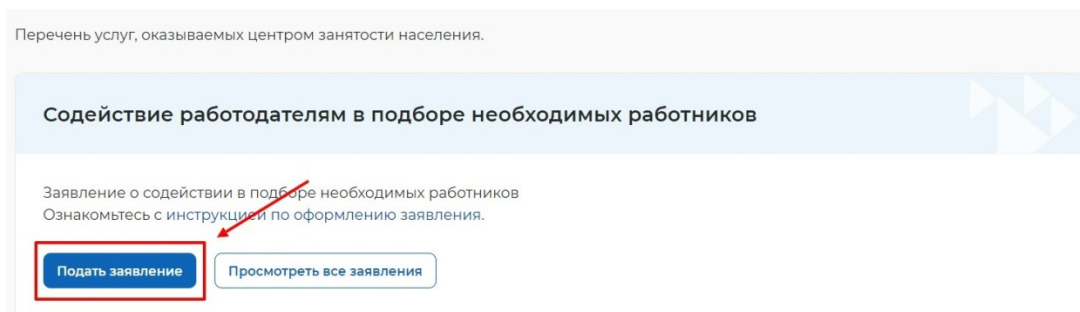 Перечень услуг, оказываемых центром занятости населения.
Содействие работодателям в подборе необходимых работников
Заявление о содействии в подборе необходимых работников
Ознакомьтесь с инструкцией по оформлению заявления.
Подать заявление
Просмотреть все заявления